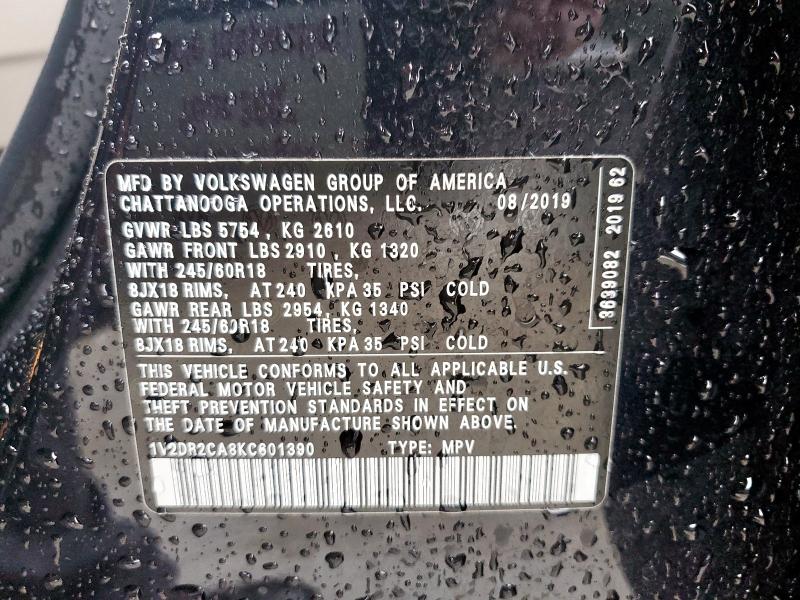 MFD BY VOLKSWAGEN GROUP OF AMERICA
CHATTANOOGA OPERATIONS, LLC. 08/2019
GVWR LBS 5754 , KG 2610
GAWR FRONT LBS 2910 , KG 1320
WITH 245/60R18 TIRES,
8JX18 RIMS, AT 240 KPA 35 PSI COLD
GAWR REAR LBS 2954 , KG 1340
WITH 245/60R18 TIRES,
8JX18 RIMS, AT 240 KPA 35 PSI COLD
THIS VEHICLE CONFORMS TO ALL APPLICABLE U.S.
FEDERAL MOTOR VEHICLE SAFETY AND
THEFT PREVENTION STANDARDS IN EFFECT ON
THE DATE OF MANUFACTURE SHOWN ABOVE.
1V2DR2CA8KC601390 TYPE: MPV
3639082 2019 62